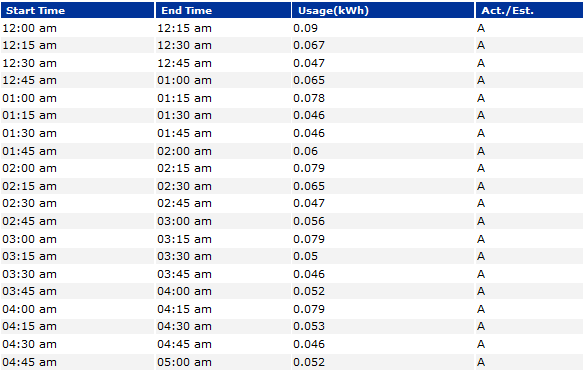 Start Time End Time Usage(kWh) Act./Est.
12:00 am 12:15 am 0.09 A
12:15 am 12:30 am 0.067 A
12:30 am 12:45 am 0.047 A
12:45 am 01:00 am 0.065 A
01:00 am 01:15 am 0.078 A
01:15 am 01:30 am 0.046 A
01:30 am 01:45 am 0.046 A
01:45 am 02:00 am 0.06 A
02:00 am 02:15 am 0.079 A
02:15 am 02:30 am 0.065 A
02:30 am 02:45 am 0.047 A
02:45 am 03:00 am 0.056 A
03:00 am 03:15 am 0.079 A
03:15 am 03:30 am 0.05 A
03:30 am 03:45 am 0.046 A
03:45 am 04:00 am 0.052 A
04:00 am 04:15 am 0.079 A
04:15 am 04:30 am 0.053 A
04:30 am 04:45 am 0.046 A
04:45 am 05:00 am 0.052 A